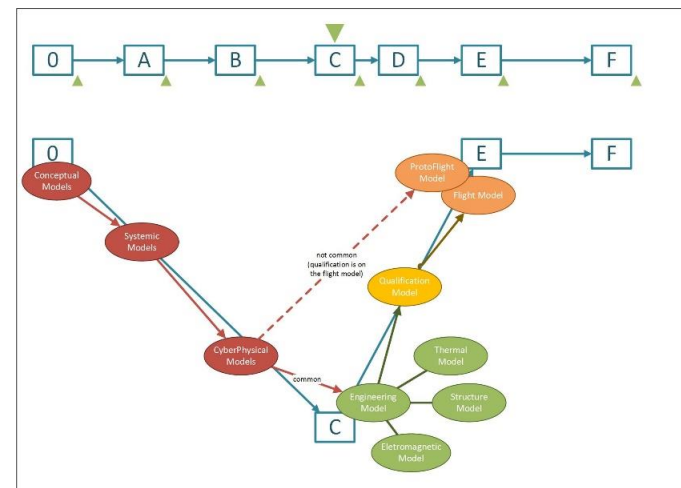 0
A
B
C
D
E
F
0
E
F
Conceptual
Models
ProtoFlight
Model
Flight Model
Systemic
Models
not common
(qualification is on
the flight model)
Qualification
Model
CyberPhysical
Models
common
Thermal
Model
Engineering
Model
Structure
Model
C
Eletromagnetic
Model